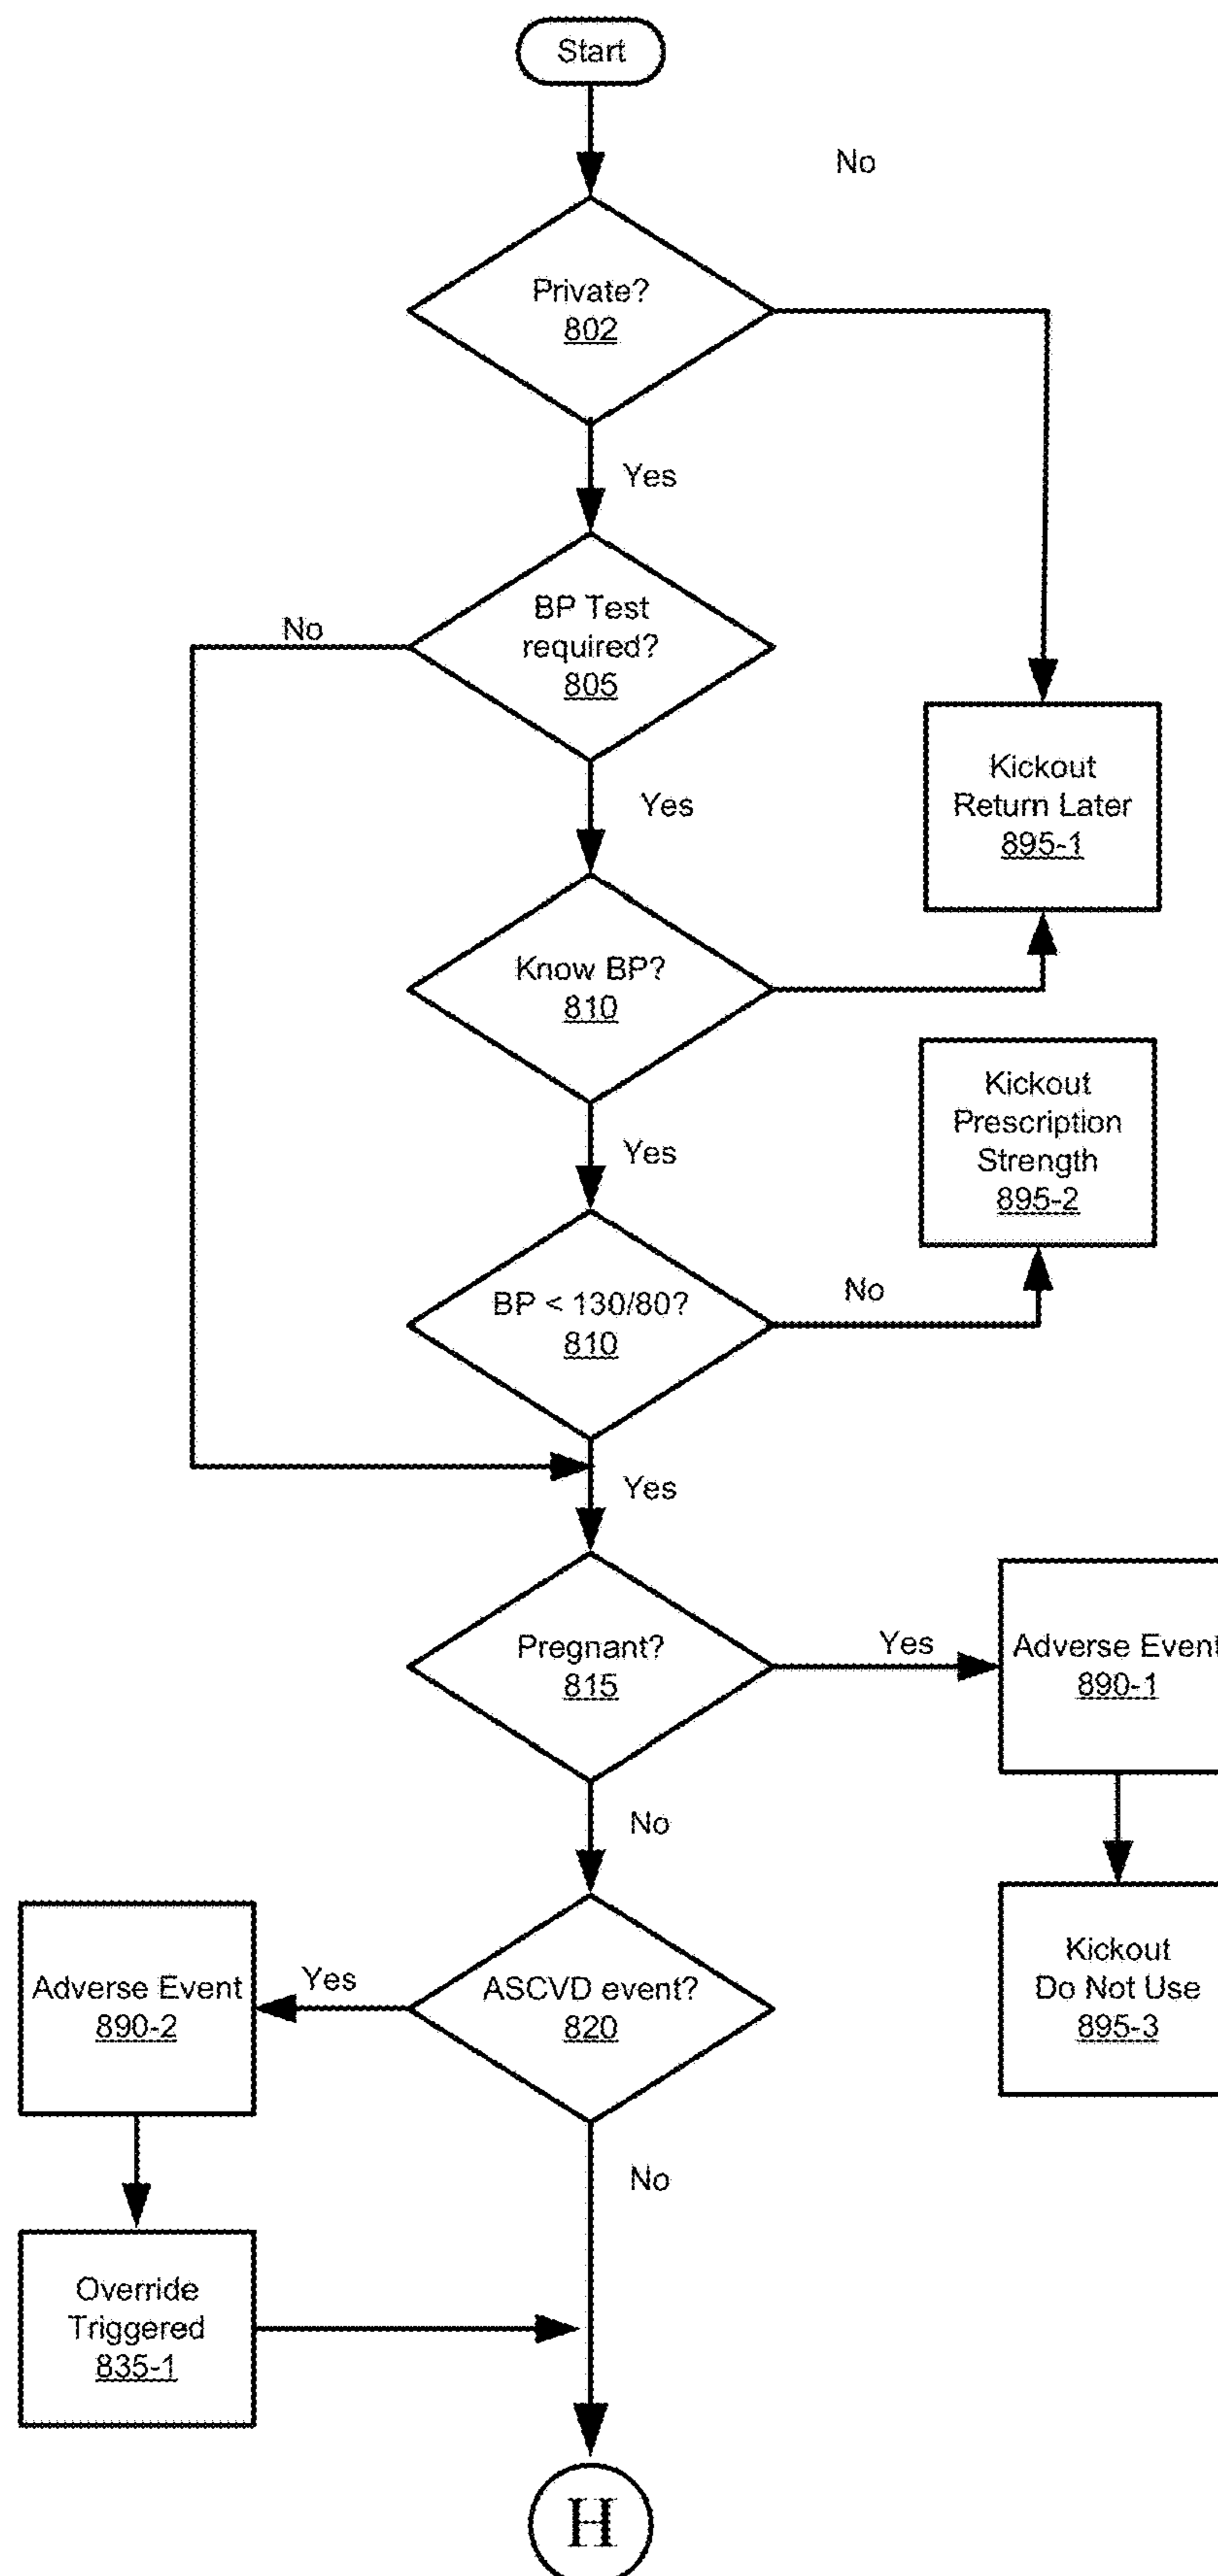 Start
No
Private?
802
Yes
BP Test
required?
805
No
Yes
Kickout
Return Later
895-1
Know BP?
810
Yes
Kickout
Prescription
Strength
895-2
BP < 130/80?
810
No
Yes
Pregnant?
815
Yes
Adverse Event
890-1
No
Kickout
Do Not Use
895-3
ASCVD event?
820
Yes
Adverse Event
890-2
No
Override
Triggered
835-1
H